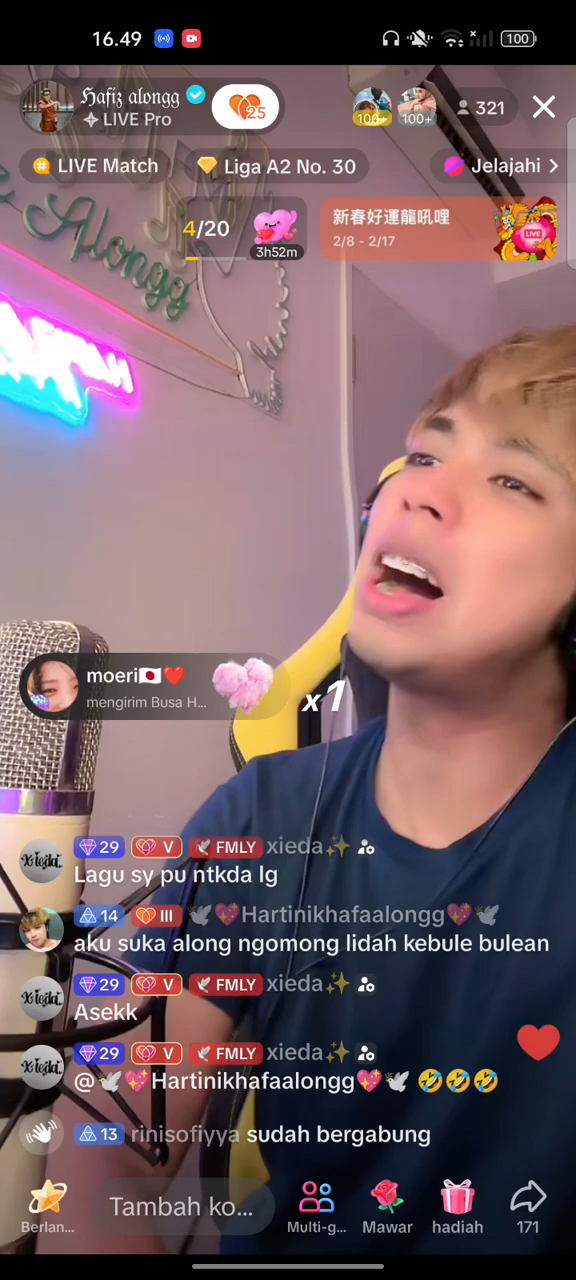 16.49
100
Hafiz alongg
25
LIVE Pro
100+
100+
321
LIVE Match
Liga A2 No. 30
Jelajahi >
Alongg
4/20
3h52m
新春好運龍吼哩
2/8 - 2/17
LIVE
moeri🇯🇵❤️
mengirim Busa H...
x1
29 V FMLY xieda✨
Lagu sy pu ntkda lg
14 III 🕊️💖Hartinikhafaalongg💖🕊️
aku suka along ngomong lidah kebule bulean
29 V FMLY xieda✨
Asekk
29 V FMLY xieda✨
@🕊️💖Hartinikhafaalongg💖🕊️ 🤣🤣🤣
13 rinisofiyya sudah bergabung
Tambah ko...
Berlan...
Multi-g...
Mawar
hadiah
171